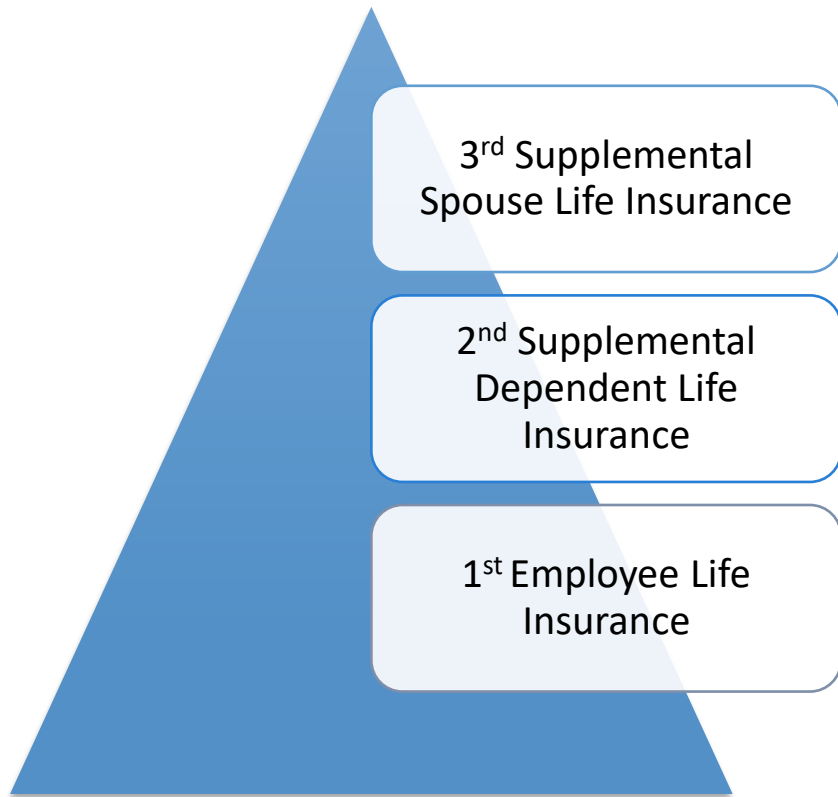 3rd Supplemental
Spouse Life Insurance
2nd Supplemental
Dependent Life
Insurance
1st Employee Life
Insurance